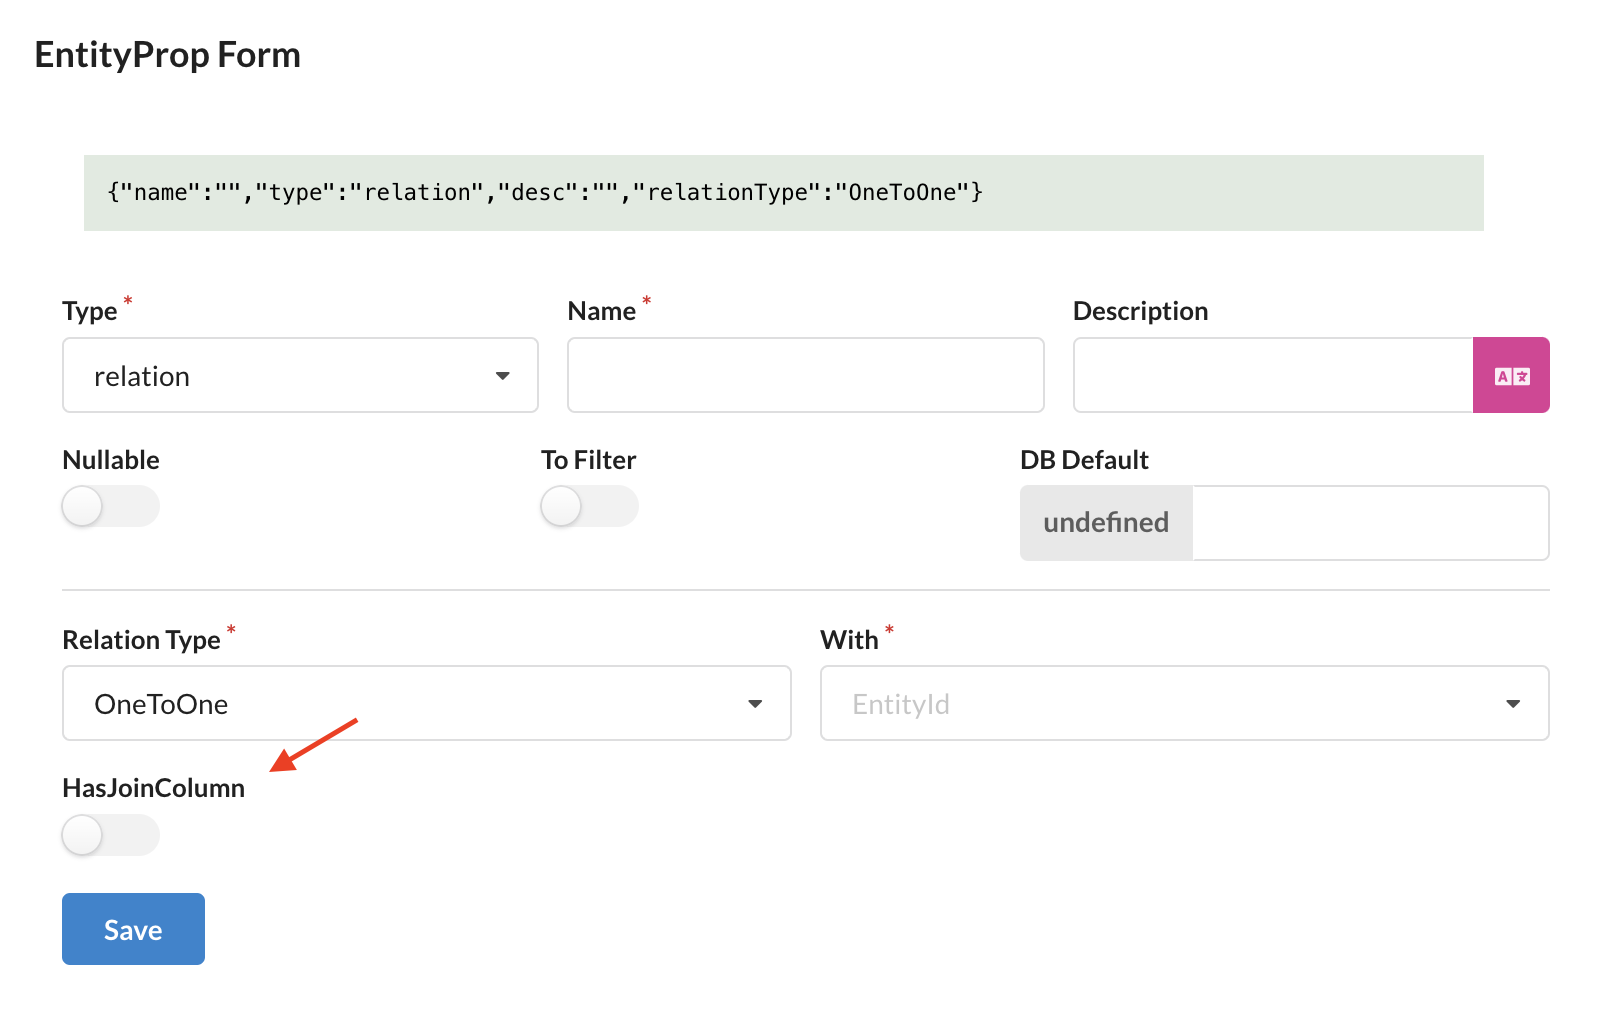 EntityProp Form
{"name":"","type":"relation","desc":"","relationType":"OneToOne"}
Type * Name * Description
relation
A
Nullable To Filter DB Default
undefined
Relation Type * With *
OneToOne EntityId
HasJoinColumn
Save